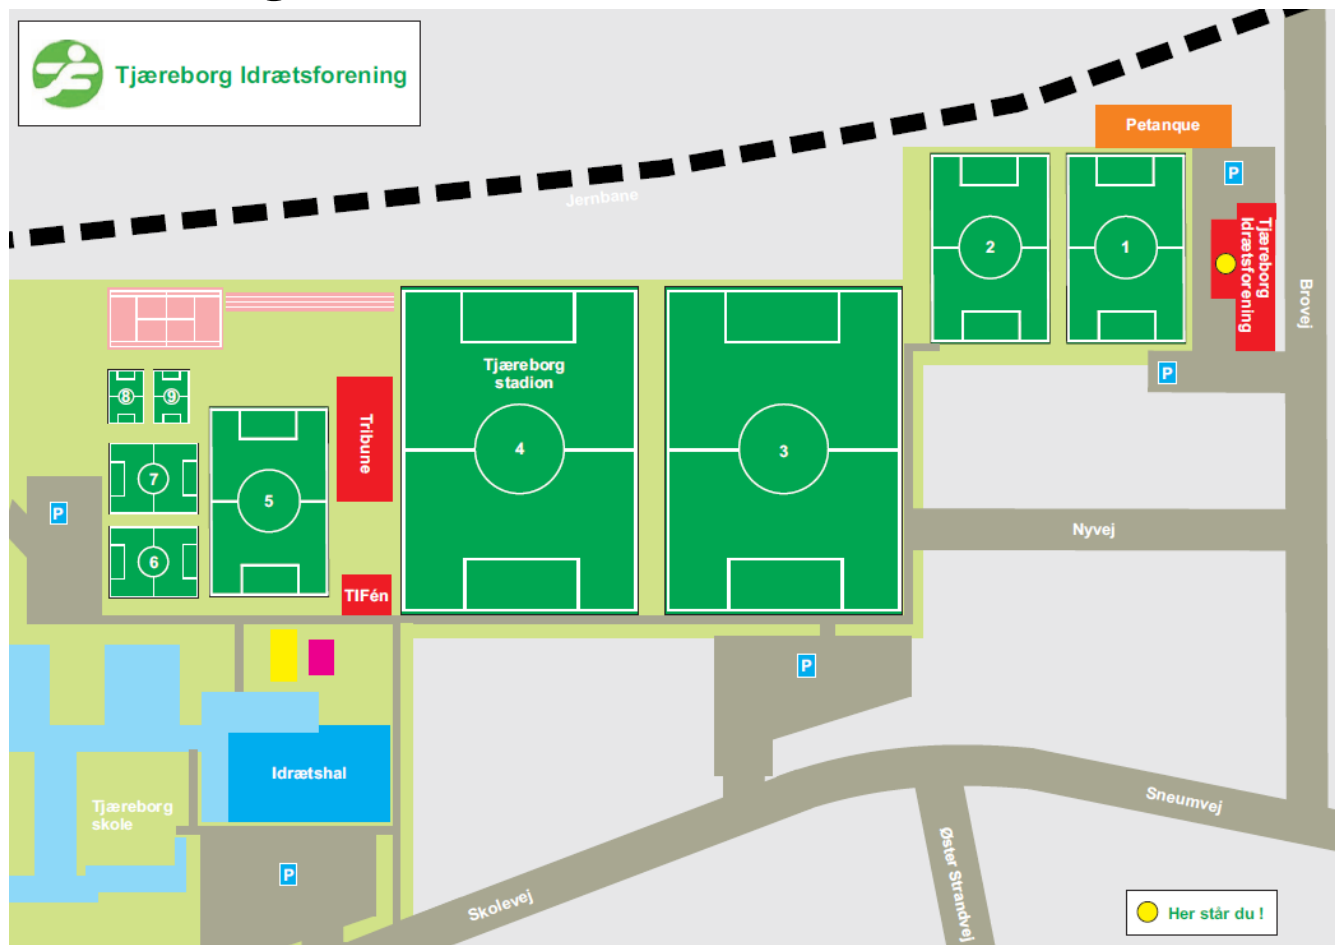 Tjæreborg Idrætsforening
Petanque
P
Jernbane
2
1
Tjæreborg
Idrætsforening
Brovej
P
Tjæreborg
stadion
8
9
Tribune
4
3
7
5
P
6
Nyvej
TIFén
P
Idrætshal
Tjæreborg
skole
Sneumvej
Øster Strandvej
P
Skolevej
Her står du !